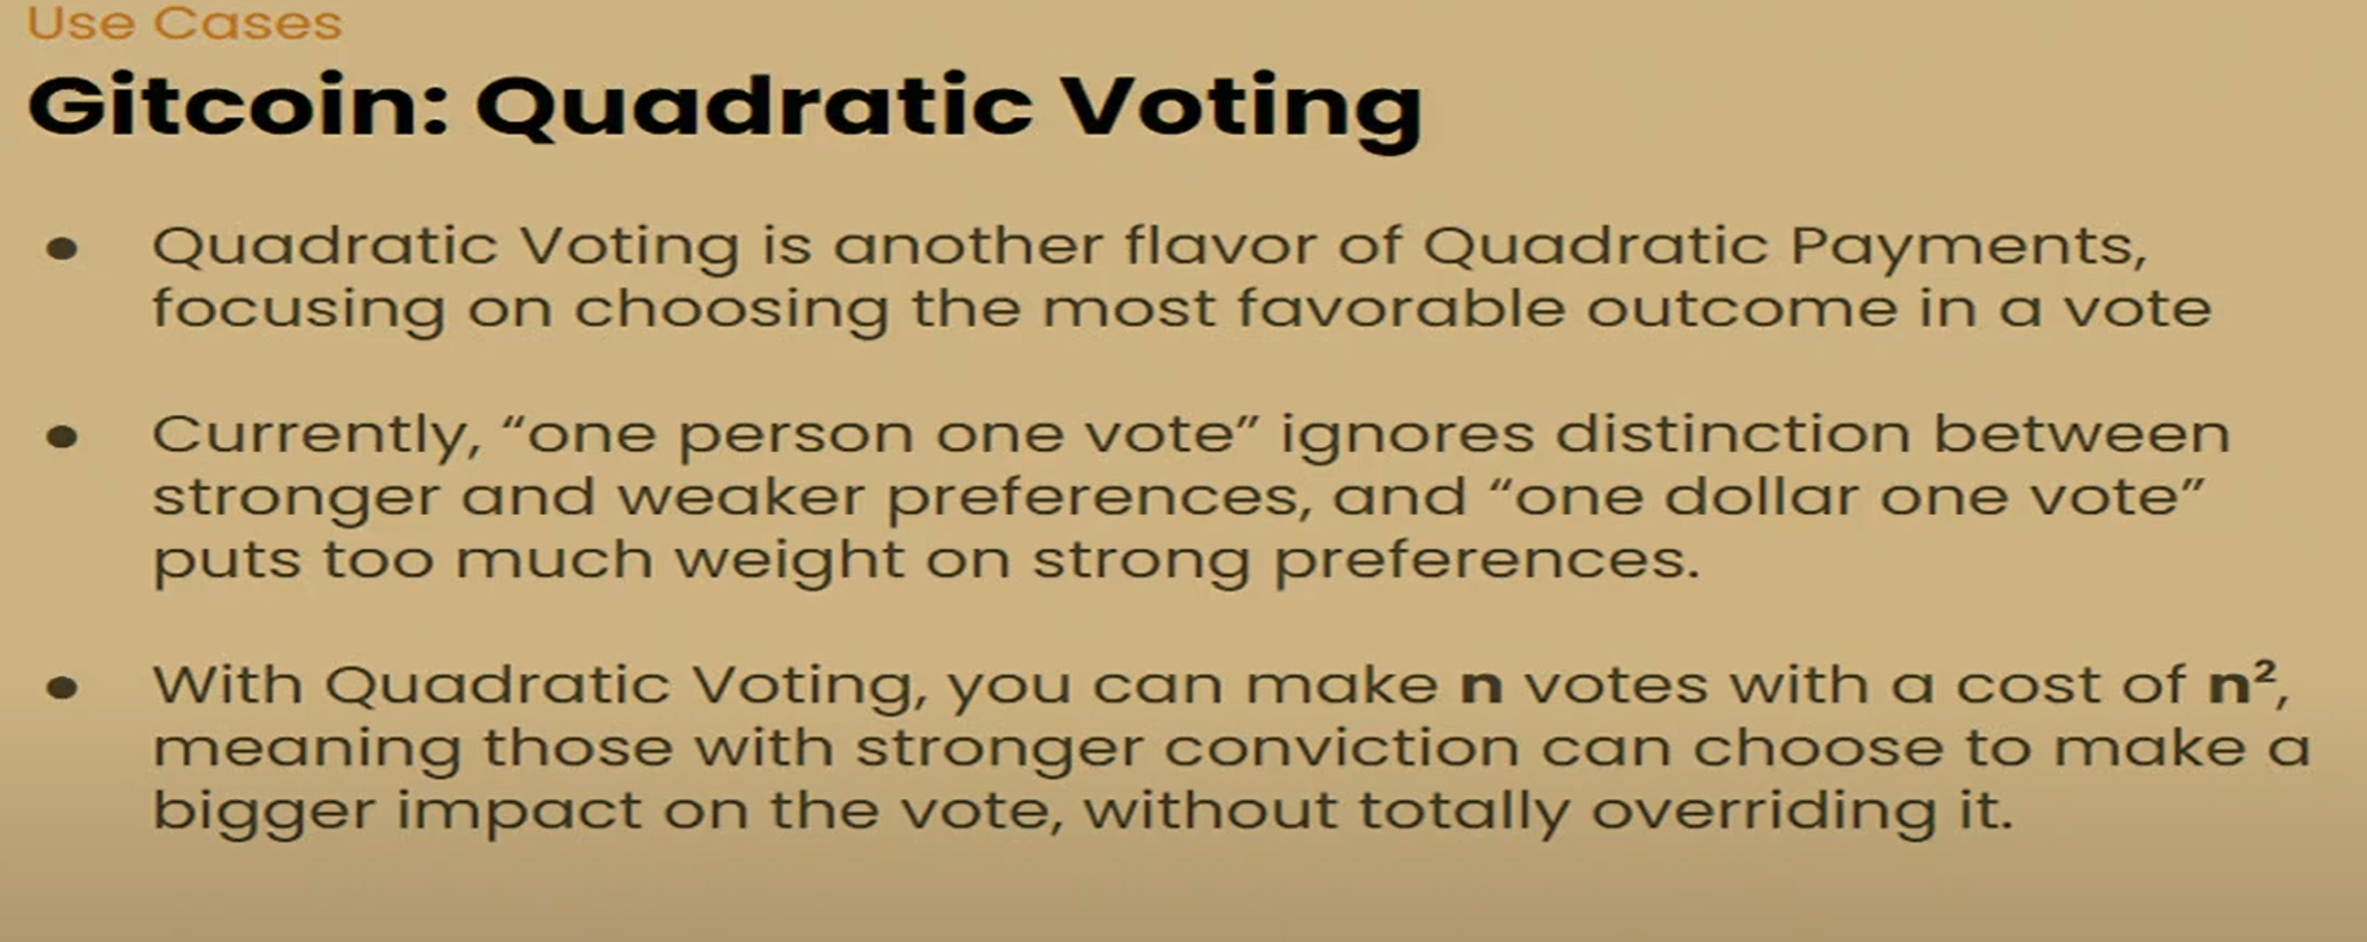 Use Cases
Gitcoin: Quadratic Voting
● Quadratic Voting is another flavor of Quadratic Payments,
focusing on choosing the most favorable outcome in a vote
● Currently, “one person one vote” ignores distinction between
stronger and weaker preferences, and “one dollar one vote”
puts too much weight on strong preferences.
● With Quadratic Voting, you can make n votes with a cost of n²,
meaning those with stronger conviction can choose to make a
bigger impact on the vote, without totally overriding it.